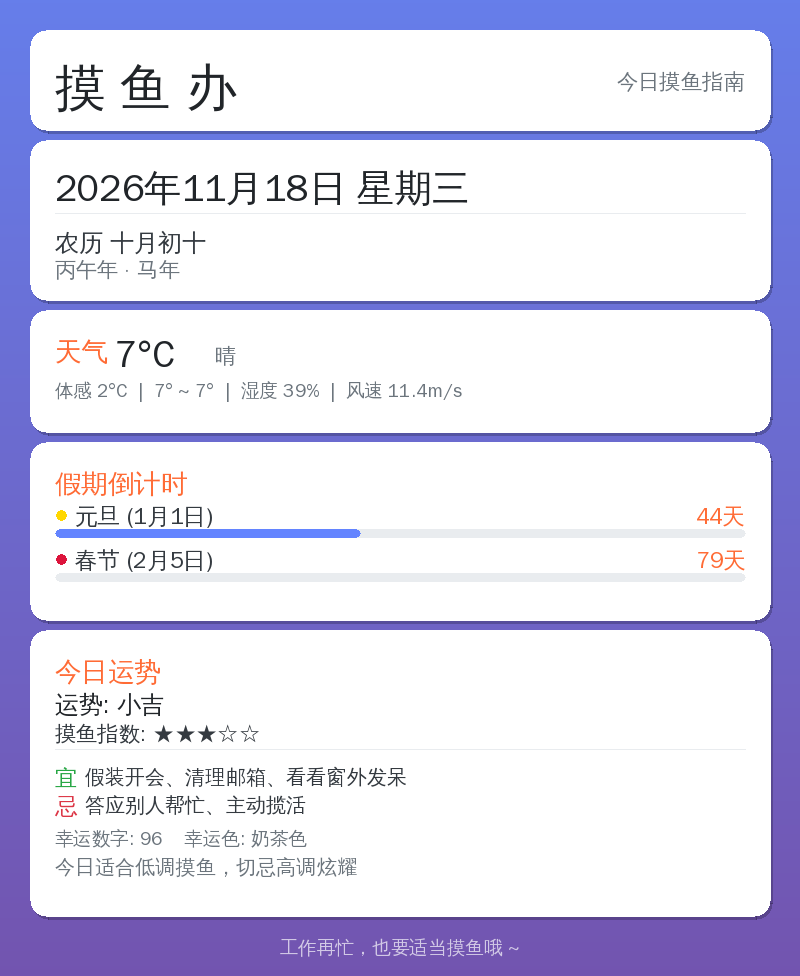 摸 鱼 办
今日摸鱼指南
2026年11月18日 星期三
农历 十月初十
丙午年 · 马年
天气 7°C 晴
体感 2°C | 7° ~ 7° | 湿度 39% | 风速 11.4m/s
假期倒计时
元旦 (1月1日) 44天
春节 (2月5日) 79天
今日运势
运势: 小吉
摸鱼指数: ★★★☆☆
宜 假装开会、清理邮箱、看看窗外发呆
忌 答应别人帮忙、主动揽活
幸运数字: 96 幸运色: 奶茶色
今日适合低调摸鱼，切忌高调炫耀
工作再忙，也要适当摸鱼哦 ~